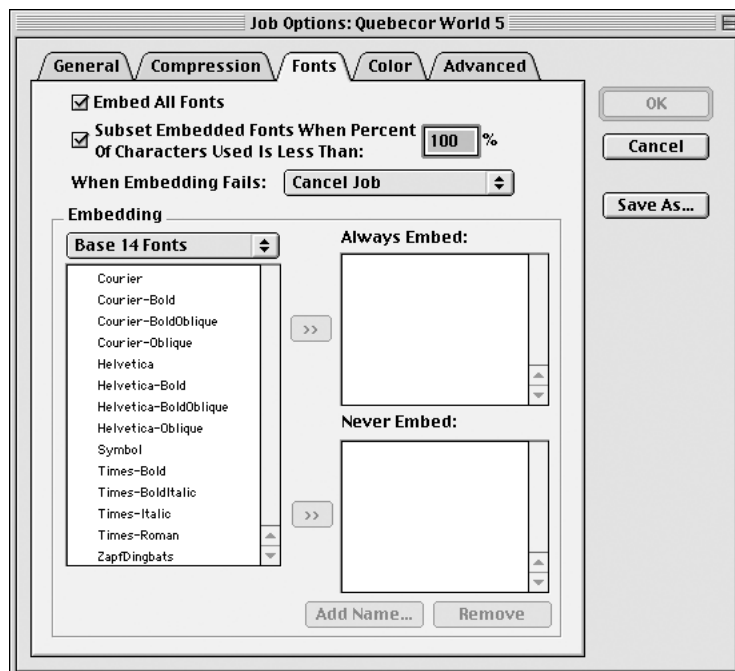 Job Options: Quebecor World 5
General Compression Fonts Color Advanced
Embed All Fonts
Subset Embedded Fonts When Percent
Of Characters Used Is Less Than: 100 %
When Embedding Fails: Cancel Job
Embedding
Base 14 Fonts
Courier
Courier-Bold
Courier-BoldOblique
Courier-Oblique
Helvetica
Helvetica-Bold
Helvetica-BoldOblique
Helvetica-Oblique
Symbol
Times-Bold
Times-BoldItalic
Times-Italic
Times-Roman
ZapfDingbats
>>
>>
Always Embed:
Never Embed:
Add Name... Remove
OK
Cancel
Save As...